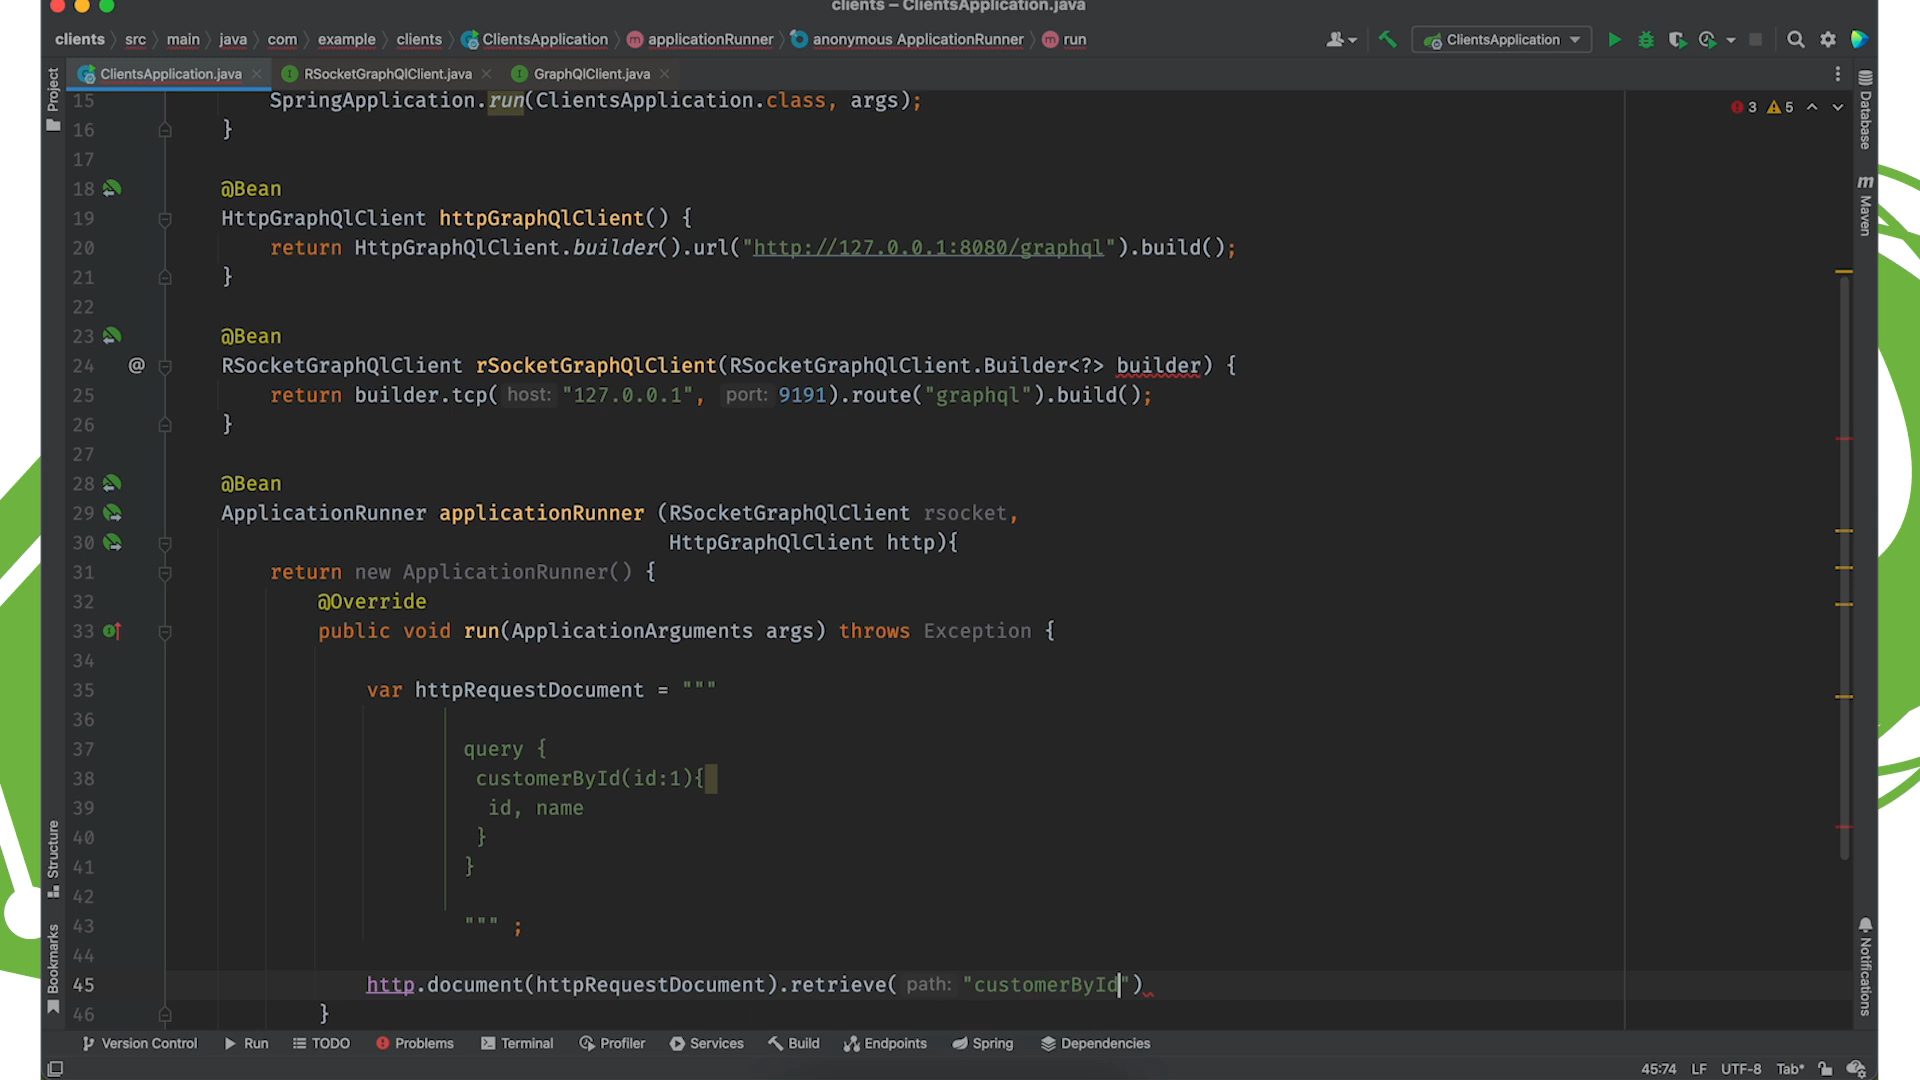 clients – ClientsApplication.java
clients src main java com example clients ClientsApplication applicationRunner anonymous ApplicationRunner run ClientsApplication
Project ClientsApplication.java RSocketGraphQlClient.java GraphQlClient.java Database
15 SpringApplication.run(ClientsApplication.class, args); 3 5
16 }
17
18 @Bean
Maven
19 HttpGraphQlClient httpGraphQlClient() {
20 return HttpGraphQlClient.builder().url("http://127.0.0.1:8080/graphql").build();
21 }
22
23 @Bean
24 @ RSocketGraphQlClient rSocketGraphQlClient(RSocketGraphQlClient.Builder<?> builder) {
25 return builder.tcp( host: "127.0.0.1", port: 9191).route("graphql").build();
26 }
27
28 @Bean
29 ApplicationRunner applicationRunner (RSocketGraphQlClient rsocket,
30 HttpGraphQlClient http){
31 return new ApplicationRunner() {
32 @Override
33 public void run(ApplicationArguments args) throws Exception {
34
35 var httpRequestDocument = """
36
37 query {
38 customerById(id:1){
39 id, name
40 }
41 }
42
43 """ ;
44
45 http.document(httpRequestDocument).retrieve( path: "customerById")
46 }
Structure
Bookmarks
Notifications
Version Control Run TODO Problems Terminal Profiler Services Build Endpoints Spring Dependencies
45:74 LF UTF-8 Tab*